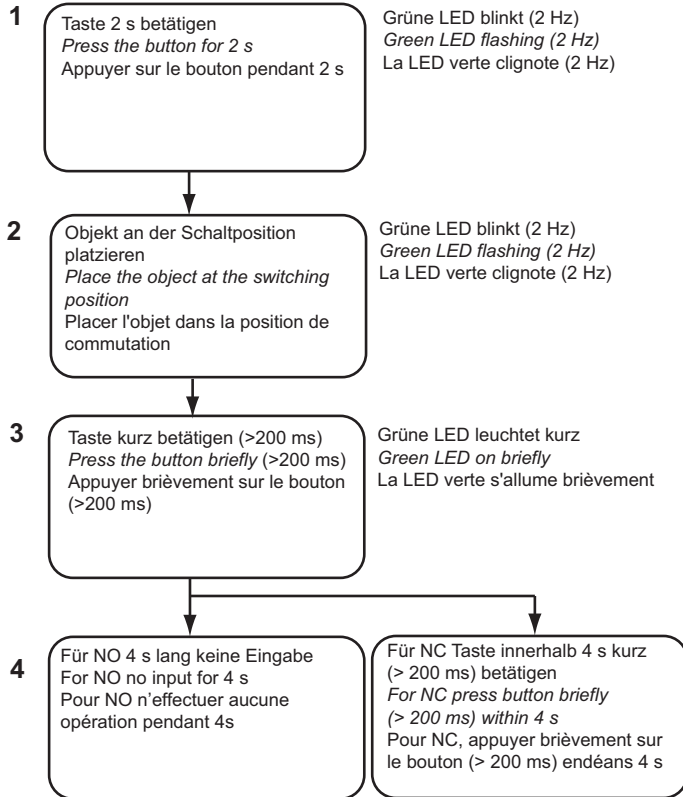 1
Taste 2 s betätigen
Press the button for 2 s
Appuyer sur le bouton pendant 2 s
Grüne LED blinkt (2 Hz)
Green LED flashing (2 Hz)
La LED verte clignote (2 Hz)
2
Objekt an der Schaltposition
platzieren
Place the object at the switching
position
Placer l'objet dans la position de
commutation
Grüne LED blinkt (2 Hz)
Green LED flashing (2 Hz)
La LED verte clignote (2 Hz)
3
Taste kurz betätigen (>200 ms)
Press the button briefly (>200 ms)
Appuyer brièvement sur le bouton
(>200 ms)
Grüne LED leuchtet kurz
Green LED on briefly
La LED verte s'allume brièvement
4
Für NO 4 s lang keine Eingabe
For NO no input for 4 s
Pour NO n’effectuer aucune
opération pendant 4s
Für NC Taste innerhalb 4 s kurz
(> 200 ms) betätigen
For NC press button briefly
(> 200 ms) within 4 s
Pour NC, appuyer brièvement sur
le bouton (> 200 ms) endéans 4 s